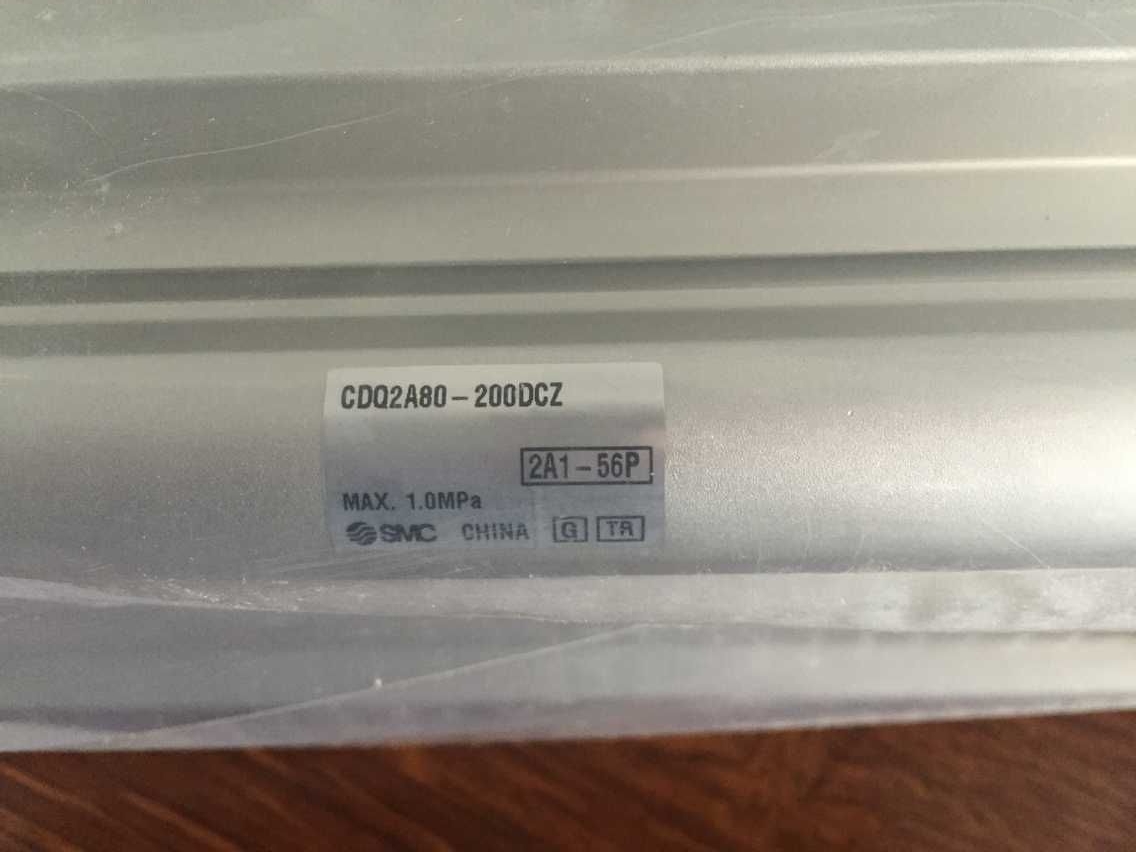 CDQ2A80-200DCZ
2A1-56P
MAX. 1.0MPa
SMC CHINA G TR